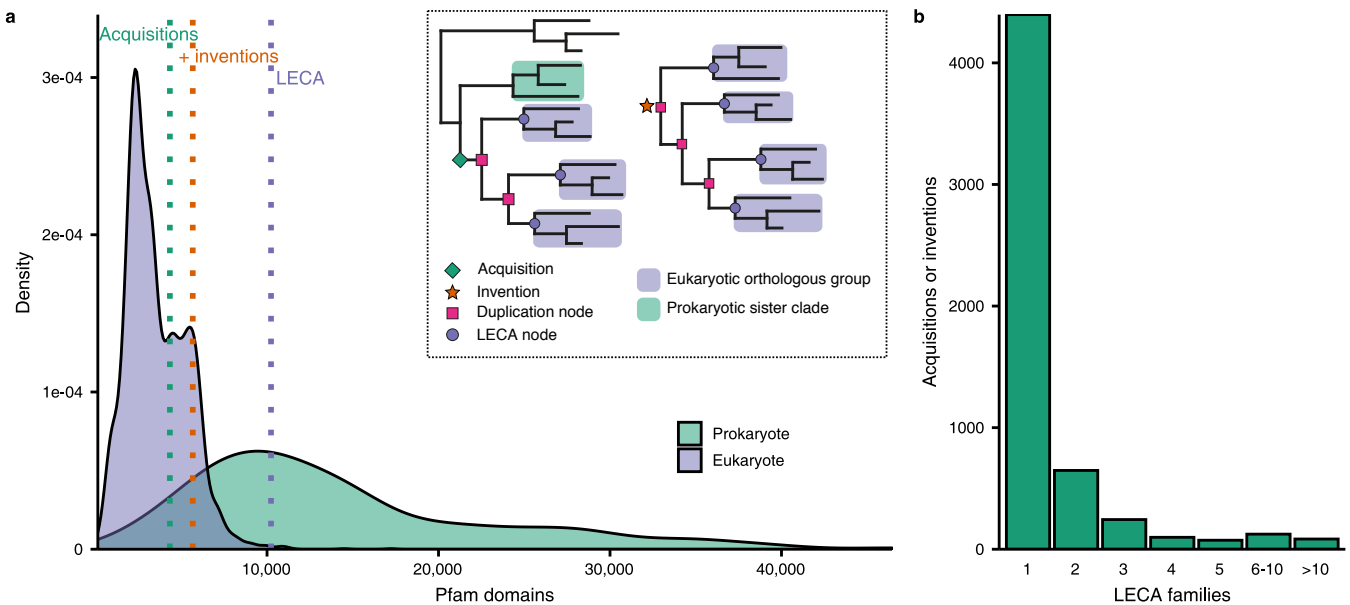 a
Acquisitions
+ inventions
LECA
3e-04
2e-04
1e-04
0
Density
10,000
20,000
30,000
40,000
Pfam domains
Acquisition
Invention
Duplication node
LECA node
Eukaryotic orthologous group
Prokaryotic sister clade
Prokaryote
Eukaryote
b
4000
3000
2000
1000
0
Acquisitions or inventions
1
2
3
4
5
6-10
>10
LECA families